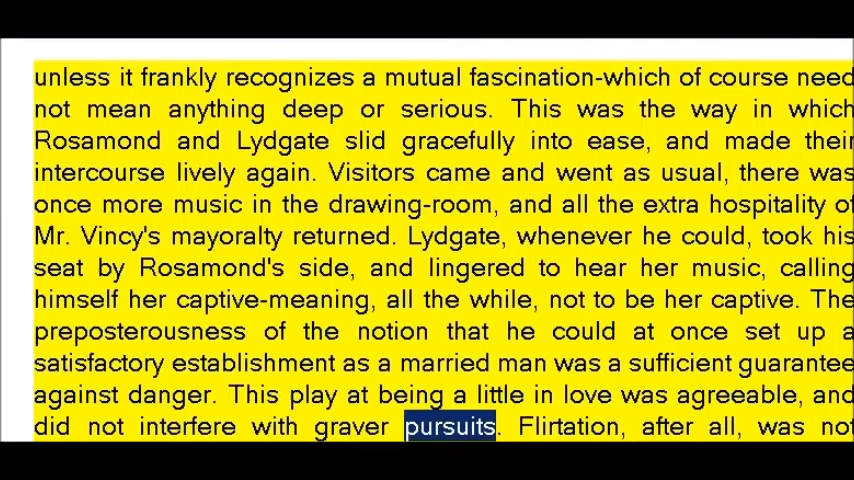 unless it frankly recognizes a mutual fascination-which of course need
not mean anything deep or serious. This was the way in which
Rosamond and Lydgate slid gracefully into ease, and made their
intercourse lively again. Visitors came and went as usual, there was
once more music in the drawing-room, and all the extra hospitality of
Mr. Vincy's mayoralty returned. Lydgate, whenever he could, took his
seat by Rosamond's side, and lingered to hear her music, calling
himself her captive-meaning, all the while, not to be her captive. The
preposterousness of the notion that he could at once set up a
satisfactory establishment as a married man was a sufficient guarantee
against danger. This play at being a little in love was agreeable, and
did not interfere with graver pursuits. Flirtation, after all, was not